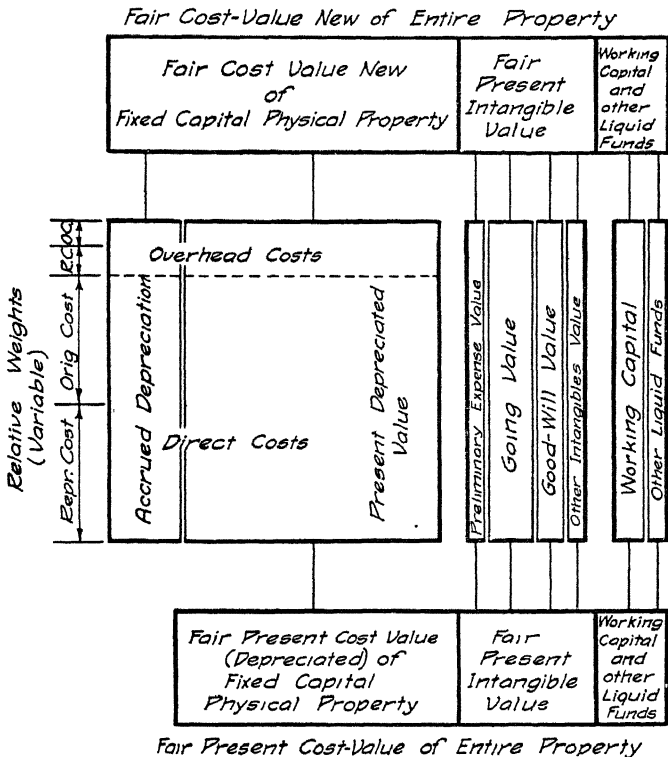 Fair Cost-Value New of Entire Property
Fair Cost Value New
of
Fixed Capital Physical Property
Fair
Present
Intangible
Value
Working
Capital
and
other
Liquid
Funds
Relative Weights
(Variable)
R.C.
O.C.
Orig Cost
Repr. Cost
Overhead Costs
Direct Costs
Accrued Depreciation
Present Depreciated
Value
Preliminary Expense Value
Going Value
Good-Will Value
Other Intangibles Value
Working Capital
Other Liquid Funds
Fair Present Cost Value
(Depreciated) of
Fixed Capital
Physical Property
Fair
Present
Intangible
Value
Working
Capital
and
other
Liquid
Funds
Fair Present Cost-Value of Entire Property